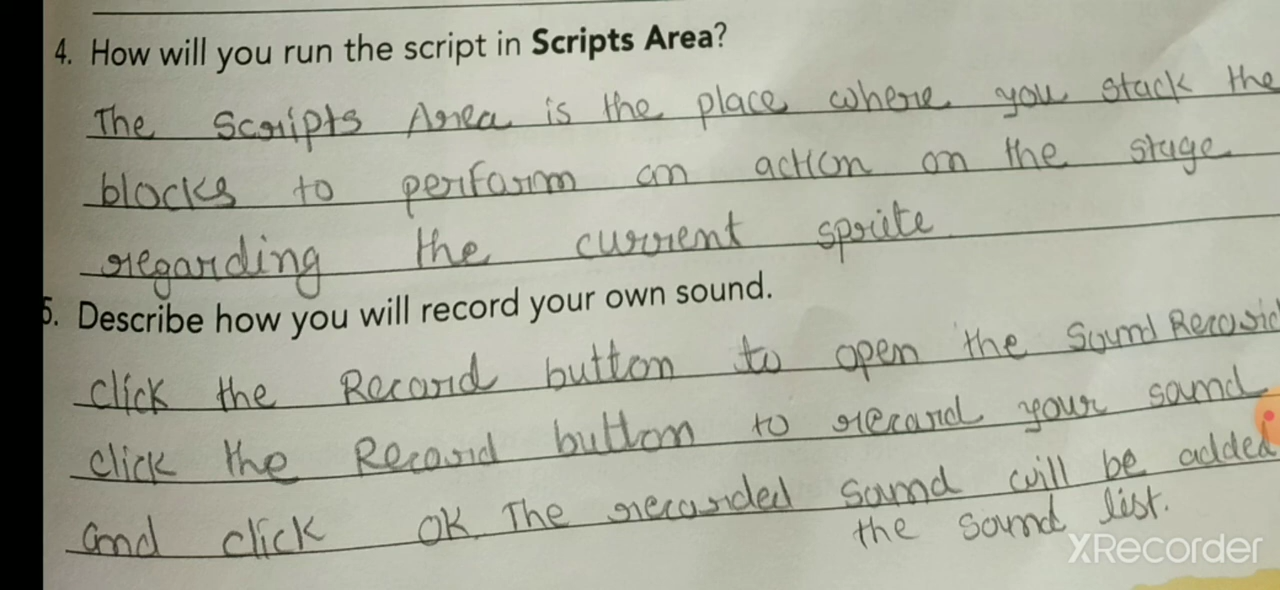 4. How will you run the script in Scripts Area?
The Scripts Area is the place where you stack the
blocks to perform an action on the stage
regarding the current sprite
5. Describe how you will record your own sound.
click the Record button to open the Sound
click the Record button to record your sound
and click OK. The recorded sound will be added
the sound list.
XRecorder